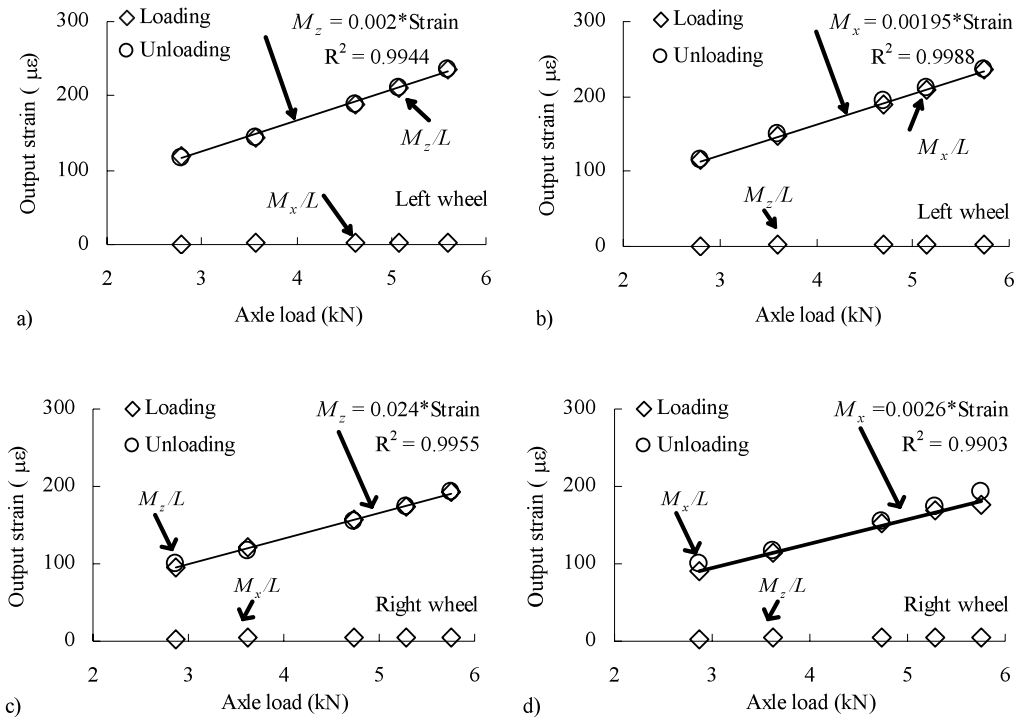 300
200
100
0
2 3 4 5 6
Output strain ( με)
Axle load (kN)
Loading
Unloading
Mz = 0.002*Strain
R² = 0.9944
Mz/L
Mx/L
Left wheel
a)
300
200
100
0
2 3 4 5 6
Output strain ( με)
Axle load (kN)
Loading
Unloading
Mx = 0.00195*Strain
R² = 0.9988
Mx/L
Mz/L
Left wheel
b)
300
200
100
0
2 3 4 5 6
Output strain ( με)
Axle load (kN)
Loading
Unloading
Mz = 0.024*Strain
R² = 0.9955
Mz/L
Mx/L
Right wheel
c)
300
200
100
0
2 3 4 5 6
Output strain ( με)
Axle load (kN)
Loading
Unloading
Mx =0.0026*Strain
R² = 0.9903
Mx/L
Mz/L
Right wheel
d)